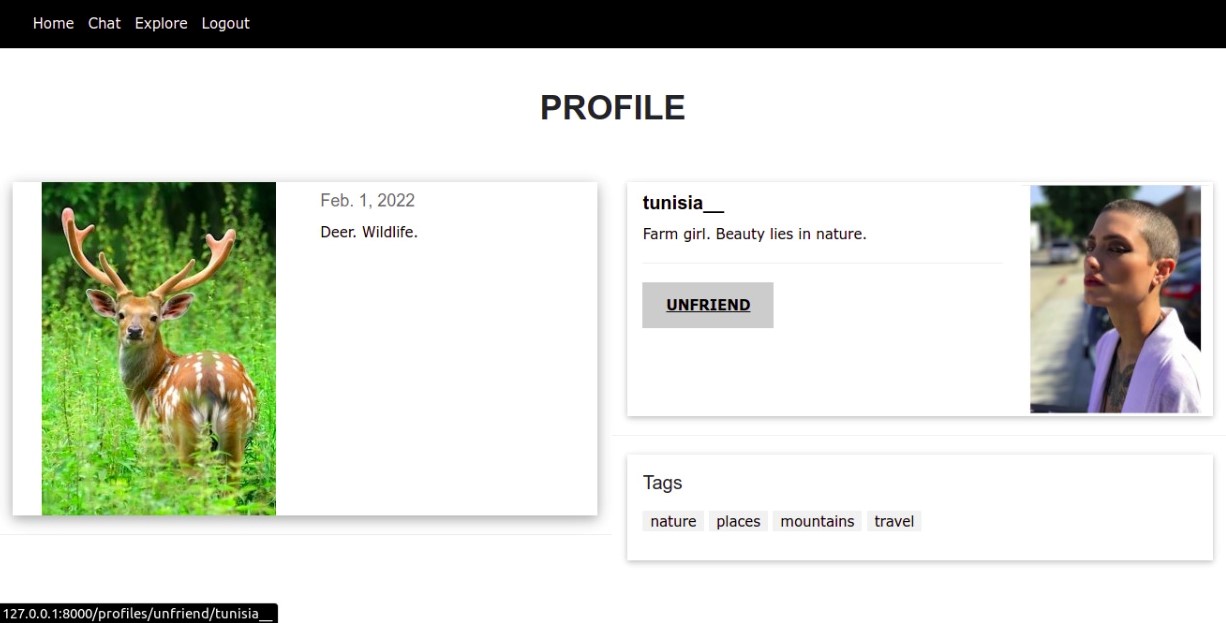 Home Chat Explore Logout
PROFILE
Feb. 1, 2022
Deer. Wildlife.
tunisia__
Farm girl. Beauty lies in nature.
UNFRIEND
Tags
nature places mountains travel
127.0.0.1:8000/profiles/unfriend/tunisia__